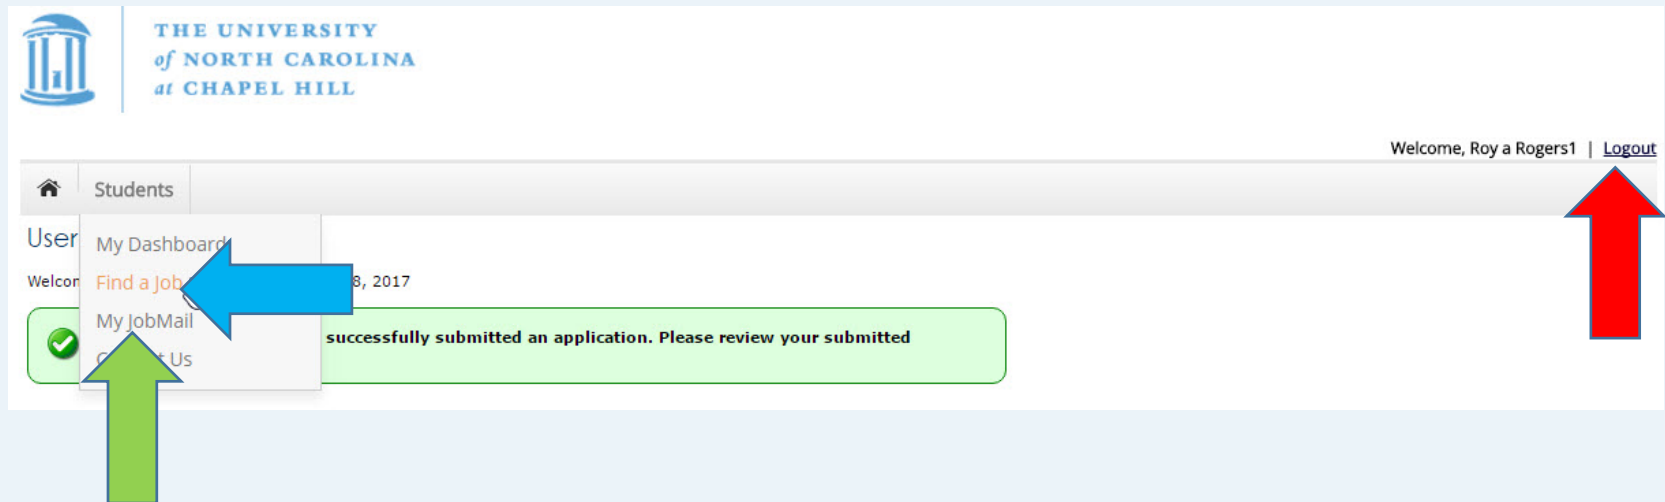 THE UNIVERSITY
of NORTH CAROLINA
at CHAPEL HILL
Welcome, Roy a Rogers1 | Logout
Students
User
My Dashboard
Find a Job
8, 2017
My JobMail
successfully submitted an application. Please review your submitted
Us